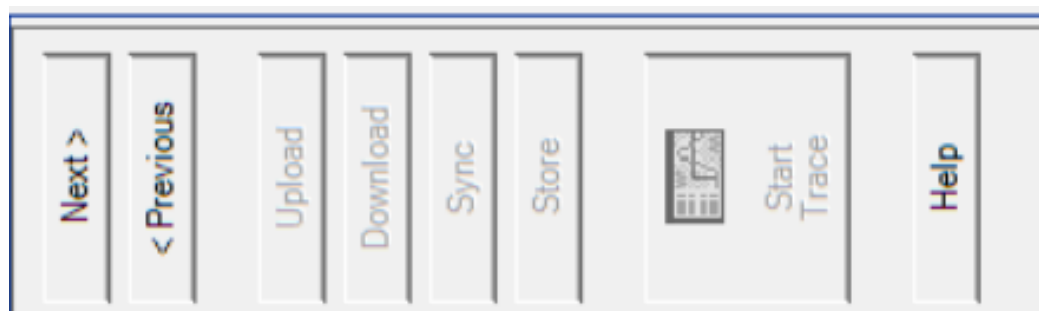 Next >
< Previous
Upload
Download
Sync
Store
Start
Trace
Help